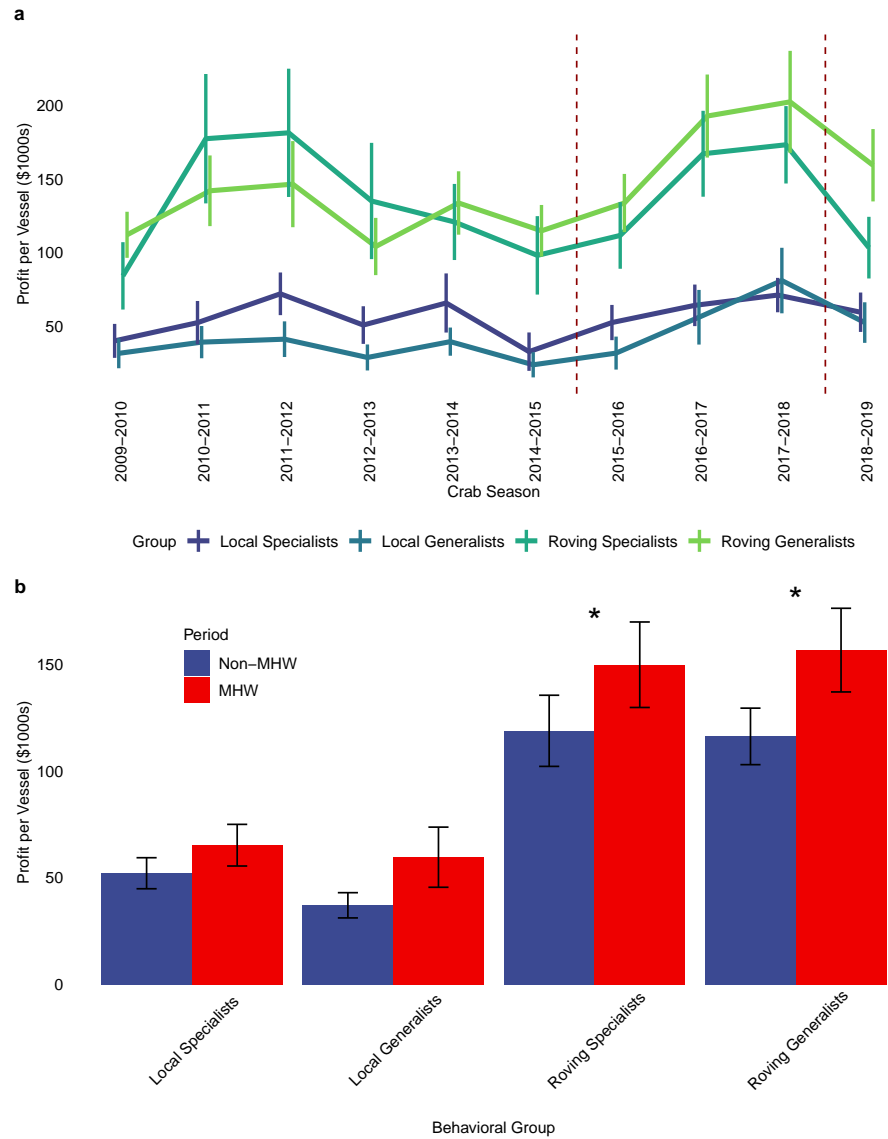 a
Profit per Vessel ($1000s)
200
150
100
50
2009–2010
2010–2011
2011–2012
2012–2013
2013–2014
2014–2015
2015–2016
2016–2017
2017–2018
2018–2019
Crab Season
Group Local Specialists Local Generalists Roving Specialists Roving Generalists
b
Profit per Vessel ($1000s)
150
100
50
0
Period
Non–MHW
MHW
*
*
Local Specialists
Local Generalists
Roving Specialists
Roving Generalists
Behavioral Group